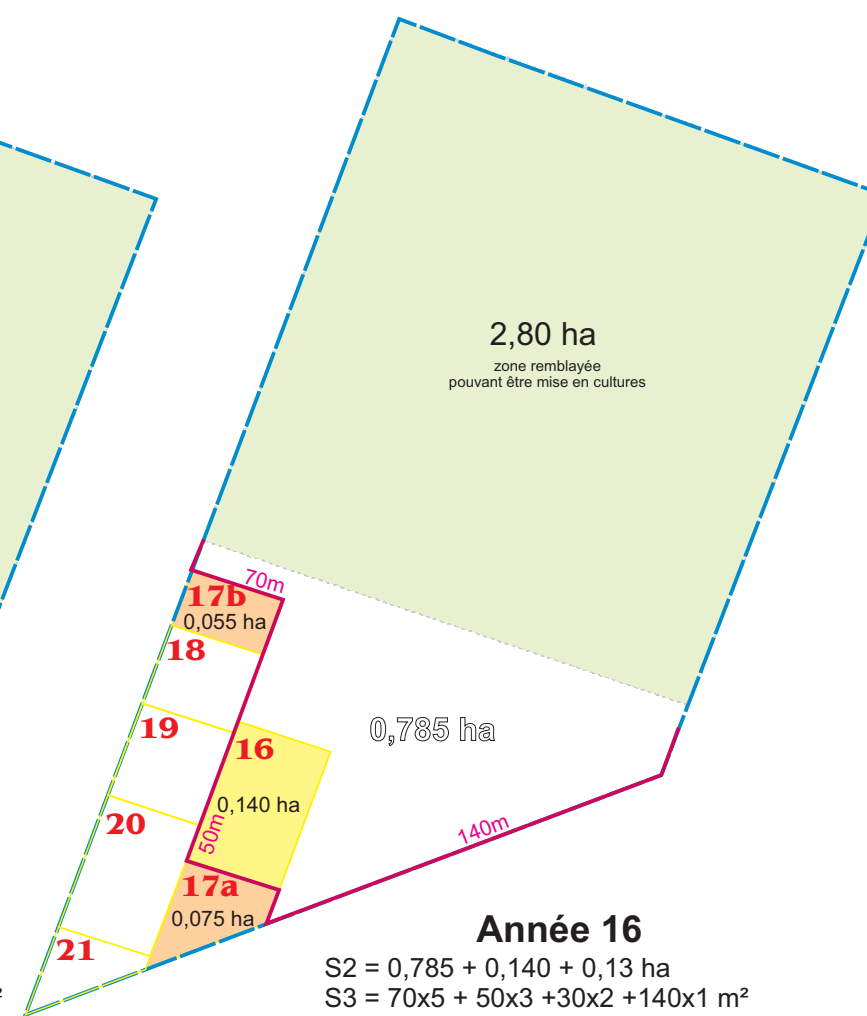 2,80 ha
zone remblayée
pouvant être mise en cultures
70m
17b
0,055 ha
18
19
16
0,785 ha
0,140 ha
20
50m
140m
17a
0,075 ha
21
Année 16
S2 = 0,785 + 0,140 + 0,13 ha
S3 = 70x5 + 50x3 +30x2 +140x1 m²
²